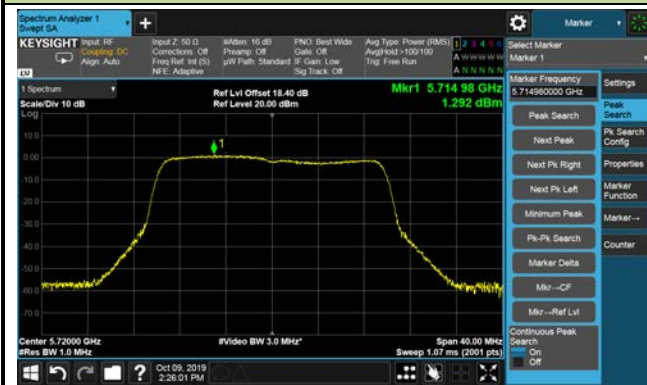 Spectrum Analyzer 1
Swept SA
+
Marker
KEYSIGHT
Input: RF
Coupling: DC
Align: Auto
Input Z: 50 Ω
Corrections: Off
Freq Ref: Int (S)
NFE: Adaptive
#Atten: 16 dB
Preamp: Off
µW Path: Standard
PNO: Best Wide
Gate: Off
IF Gain: Low
Sig Track: Off
Avg Type: Power (RMS)
Avg|Hold >100/100
Trig: Free Run
1 2 3 4 5 6
A W W W W W
A N N N N N
LXI
1 Spectrum
Scale/Div 10 dB
Log
Ref Lvl Offset 18.40 dB
Ref Level 20.00 dBm
Mkr1 5.714 98 GHz
1.292 dBm
1
10.0
0.00
-10.0
-20.0
-30.0
-40.0
-50.0
-60.0
-70.0
Center 5.72000 GHz
#Res BW 1.0 MHz
#Video BW 3.0 MHz*
Span 40.00 MHz
Sweep 1.07 ms (2001 pts)
Select Marker
Marker 1
Marker Frequency
5.714980000 GHz
Peak Search
Next Peak
Next Pk Right
Next Pk Left
Minimum Peak
Pk-Pk Search
Marker Delta
Mkr→CF
Mkr→Ref Lvl
Continuous Peak
Search
On
Off
Settings
Peak
Search
Pk Search
Config
Properties
Marker
Function
Marker→
Counter
?
Oct 09, 2019
2:26:01 PM